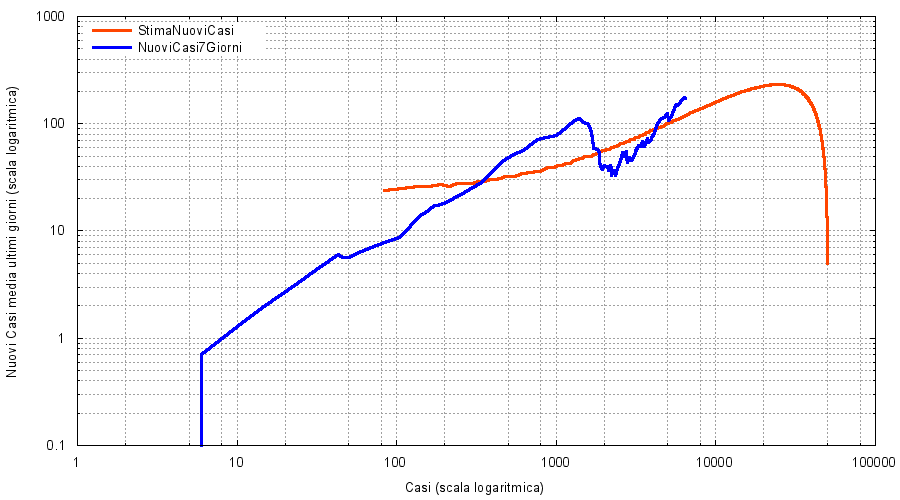 1000
100
10
1
0.1
Nuovi Casi media ultimi giorni (scala logaritmica)
StimaNuoviCasi
NuoviCasi7Giorni
1 10 100 1000 10000 100000
Casi (scala logaritmica)